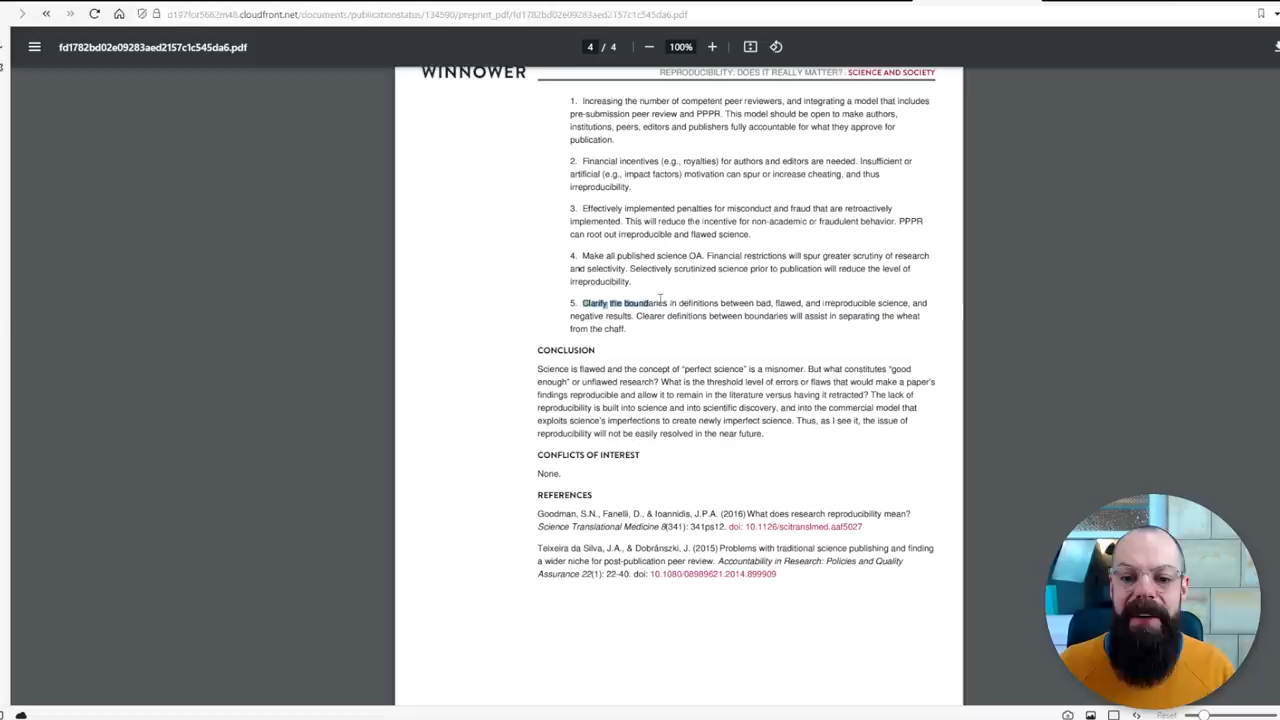 d197for5662m48.cloudfront.net/documents/publicationstatus/134590/preprint_pdf/fd1782bd02e09283aed2157c1c545da6.pdf
fd1782bd02e09283aed2157c1c545da6.pdf
4 / 4
100%
WINNOWER
REPRODUCIBILITY: DOES IT REALLY MATTER? : SCIENCE AND SOCIETY
1. Increasing the number of competent peer reviewers, and integrating a model that includes
pre-submission peer review and PPPR. This model should be open to make authors,
institutions, peers, editors and publishers fully accountable for what they approve for
publication.
2. Financial incentives (e.g., royalties) for authors and editors are needed. Insufficient or
artificial (e.g., impact factors) motivation can spur or increase cheating, and thus
irreproducibility.
3. Effectively implemented penalties for misconduct and fraud that are retroactively
implemented. This will reduce the incentive for non-academic or fraudulent behavior. PPPR
can root out irreproducible and flawed science.
4. Make all published science OA. Financial restrictions will spur greater scrutiny of research
and selectivity. Selectively scrutinized science prior to publication will reduce the level of
irreproducibility.
5. Clarify the boundaries in definitions between bad, flawed, and irreproducible science, and
negative results. Clearer definitions between boundaries will assist in separating the wheat
from the chaff.
CONCLUSION
Science is flawed and the concept of “perfect science” is a misnomer. But what constitutes “good
enough” or unflawed research? What is the threshold level of errors or flaws that would make a paper's
findings reproducible and allow it to remain in the literature versus having it retracted? The lack of
reproducibility is built into science and into scientific discovery, and into the commercial model that
exploits science's imperfections to create newly imperfect science. Thus, as I see it, the issue of
reproducibility will not be easily resolved in the near future.
CONFLICTS OF INTEREST
None.
REFERENCES
Goodman, S.N., Fanelli, D., & Ioannidis, J.P.A. (2016) What does research reproducibility mean?
Science Translational Medicine 8(341): 341ps12. doi: 10.1126/scitranslmed.aaf5027
Teixeira da Silva, J.A., & Dobránszki, J. (2015) Problems with traditional science publishing and finding
a wider niche for post-publication peer review. Accountability in Research: Policies and Quality
Assurance 22(1): 22-40. doi: 10.1080/08989621.2014.899909
Reset